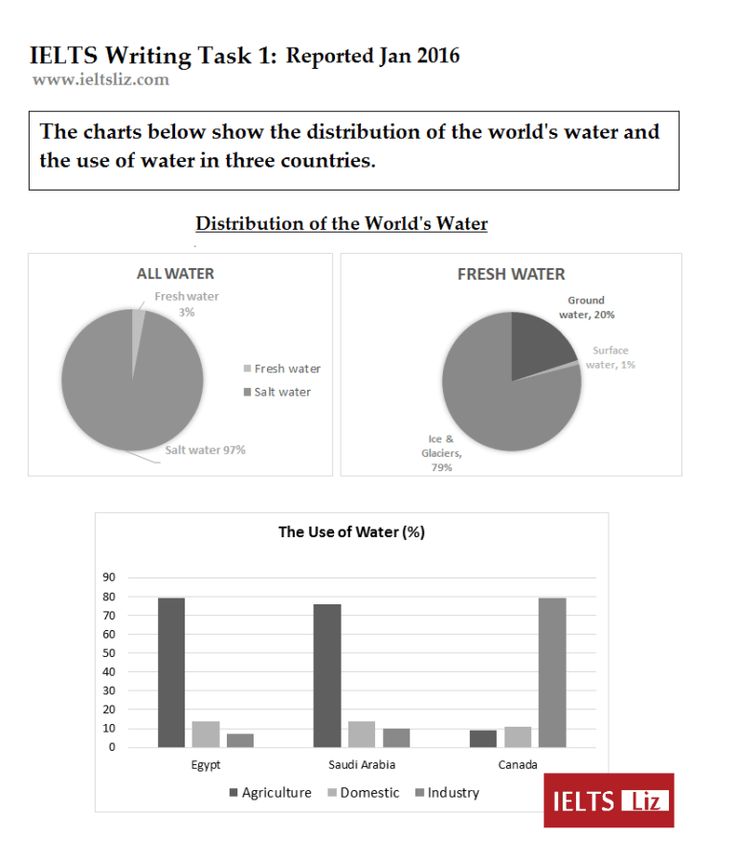 IELTS Writing Task 1: Reported Jan 2016
www.ieltsliz.com
The charts below show the distribution of the world's water and
the use of water in three countries.
Distribution of the World's Water
ALL WATER
Fresh water
3%
Fresh water
Salt water
Salt water 97%
FRESH WATER
Ground
water, 20%
Surface
water, 1%
Ice &
Glaciers,
79%
The Use of Water (%)
90
80
70
60
50
40
30
20
10
0
Egypt Saudi Arabia Canada
Agriculture Domestic Industry
IELTS Liz